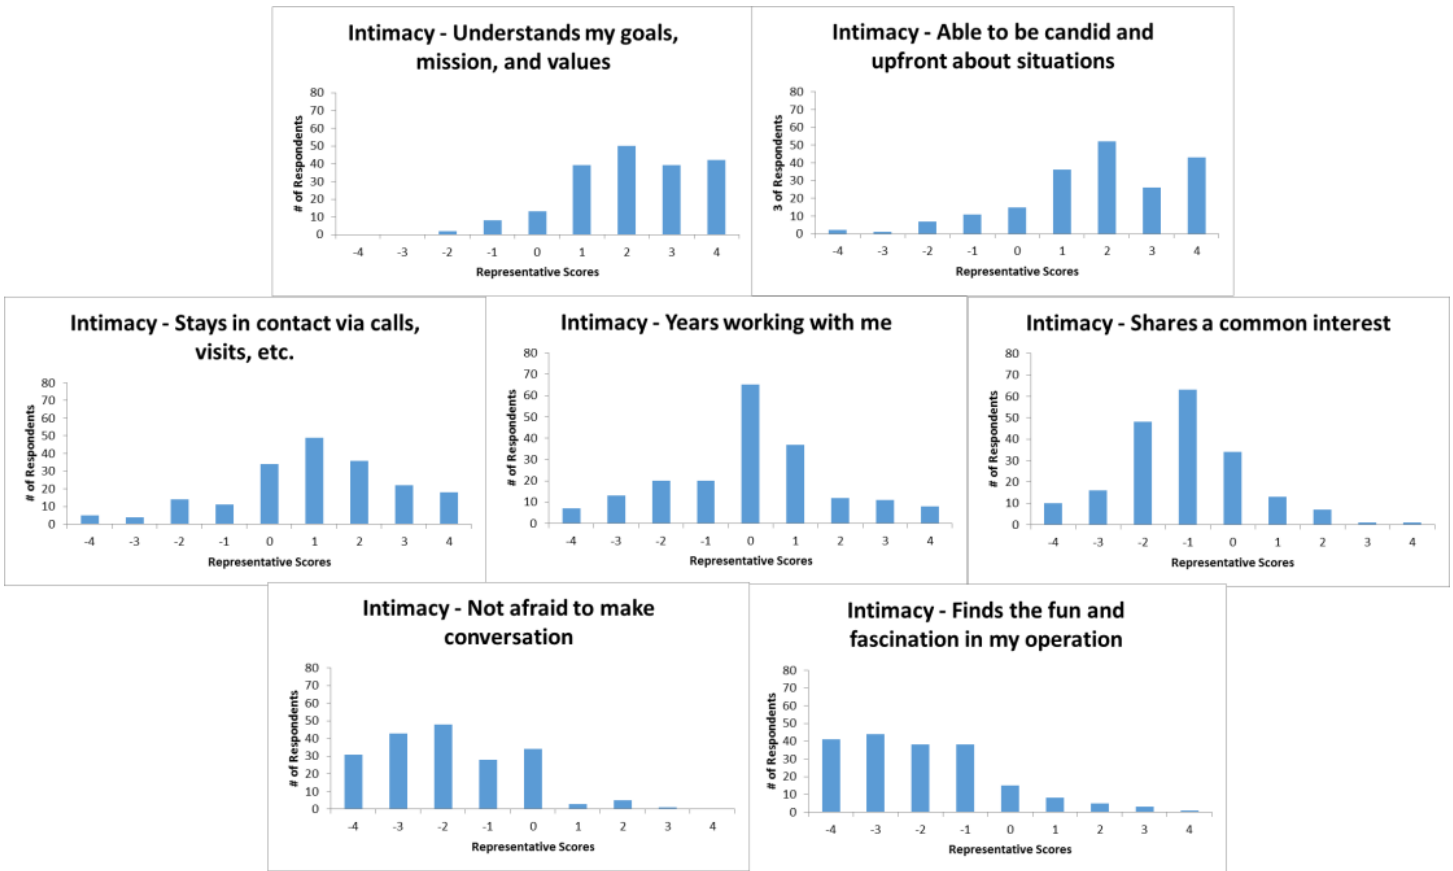 Intimacy - Understands my goals,
mission, and values
80
70
60
50
40
30
20
10
0
# of Respondents
-4 -3 -2 -1 0 1 2 3 4
Representative Scores
Intimacy - Able to be candid and
upfront about situations
80
70
60
50
40
30
20
10
0
3 of Respondents
-4 -3 -2 -1 0 1 2 3 4
Representative Scores
Intimacy - Stays in contact via calls,
visits, etc.
80
70
60
50
40
30
20
10
0
# of Respondents
-4 -3 -2 -1 0 1 2 3 4
Representative Scores
Intimacy - Years working with me
80
70
60
50
40
30
20
10
0
# of Respondents
-4 -3 -2 -1 0 1 2 3 4
Representative Scores
Intimacy - Shares a common interest
80
70
60
50
40
30
20
10
0
# of Respondents
-4 -3 -2 -1 0 1 2 3 4
Representative Scores
Intimacy - Not afraid to make
conversation
80
70
60
50
40
30
20
10
0
# of Respondents
-4 -3 -2 -1 0 1 2 3 4
Representative Scores
Intimacy - Finds the fun and
fascination in my operation
80
70
60
50
40
30
20
10
0
# of Respondents
-4 -3 -2 -1 0 1 2 3 4
Representative Scores